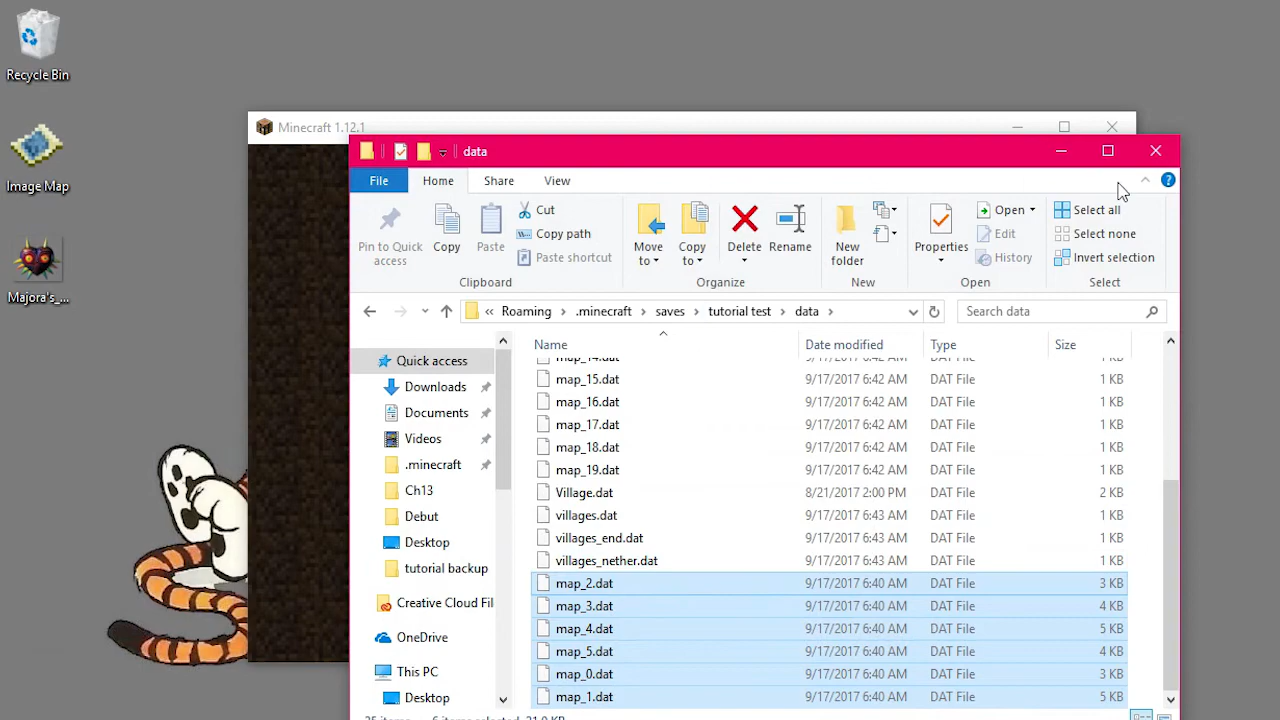 Recycle Bin
Image Map
Majora's_...
Minecraft 1.12.1
data
File Home Share View
Pin to Quick access
Copy
Paste
Cut
Copy path
Paste shortcut
Clipboard
Move to
Copy to
Delete
Rename
Organize
New folder
New
Properties
Open
Edit
History
Open
Select all
Select none
Invert selection
Select
« Roaming > .minecraft > saves > tutorial test > data >
Search data
Name Date modified Type Size
Quick access
Downloads
Documents
Videos
.minecraft
Ch13
Debut
Desktop
tutorial backup
Creative Cloud Fil
OneDrive
This PC
Desktop
map_14.dat 9/17/2017 6:42 AM DAT File 1 KB
map_15.dat 9/17/2017 6:42 AM DAT File 1 KB
map_16.dat 9/17/2017 6:42 AM DAT File 1 KB
map_17.dat 9/17/2017 6:42 AM DAT File 1 KB
map_18.dat 9/17/2017 6:42 AM DAT File 1 KB
map_19.dat 9/17/2017 6:42 AM DAT File 1 KB
Village.dat 8/21/2017 2:00 PM DAT File 2 KB
villages.dat 9/17/2017 6:43 AM DAT File 1 KB
villages_end.dat 9/17/2017 6:43 AM DAT File 1 KB
villages_nether.dat 9/17/2017 6:43 AM DAT File 1 KB
map_2.dat 9/17/2017 6:40 AM DAT File 3 KB
map_3.dat 9/17/2017 6:40 AM DAT File 4 KB
map_4.dat 9/17/2017 6:40 AM DAT File 5 KB
map_5.dat 9/17/2017 6:40 AM DAT File 4 KB
map_0.dat 9/17/2017 6:40 AM DAT File 3 KB
map_1.dat 9/17/2017 6:40 AM DAT File 5 KB